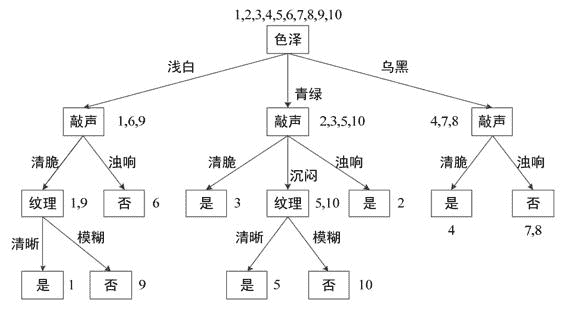 1,2,3,4,5,6,7,8,9,10
色泽
浅白 青绿 乌黑
敲声 1,6,9 敲声 2,3,5,10 4,7,8 敲声
清脆 浊响 清脆 沉闷 浊响 清脆 浊响
纹理 1,9 否 6 是 3 纹理 5,10 是 2 是 否
4 7,8
清晰 模糊 清晰 模糊
是 1 否 9 是 5 否 10